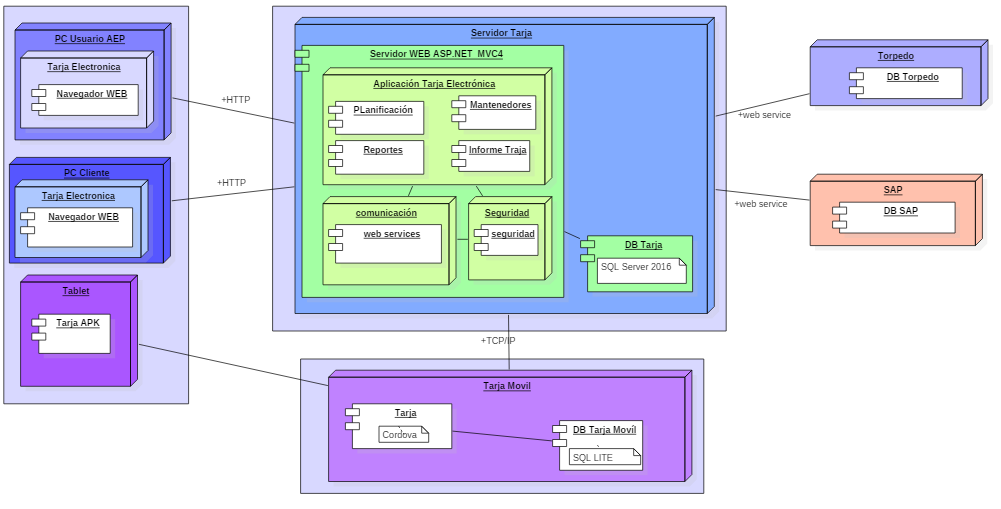 PC Usuario AEP
Tarja Electronica
Navegador WEB
PC Cliente
Tarja Electronica
Navegador WEB
Tablet
Tarja APK
+HTTP
+HTTP
Servidor Tarja
Servidor WEB ASP.NET_MVC4
Aplicación Tarja Electrónica
PLanificación
Mantenedores
Reportes
Informe Traja
comunicación
web services
Seguridad
seguridad
DB Tarja
SQL Server 2016
+TCP/IP
Tarja Movil
Tarja
Cordova
DB Tarja Movíl
SQL LITE
Torpedo
DB Torpedo
+web service
SAP
DB SAP
+web service